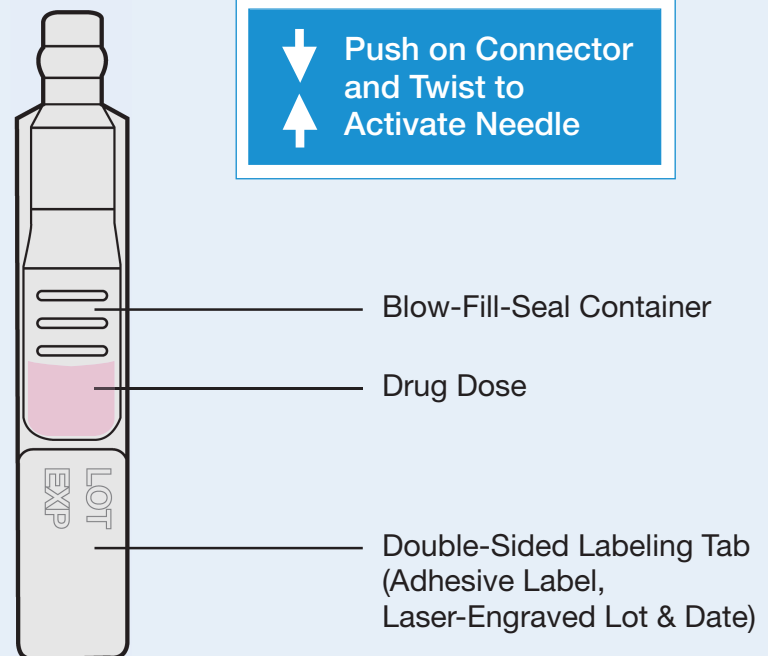 Push on Connector
and Twist to
Activate Needle
Blow-Fill-Seal Container
Drug Dose
LOT
EXP
Double-Sided Labeling Tab
(Adhesive Label,
Laser-Engraved Lot & Date)